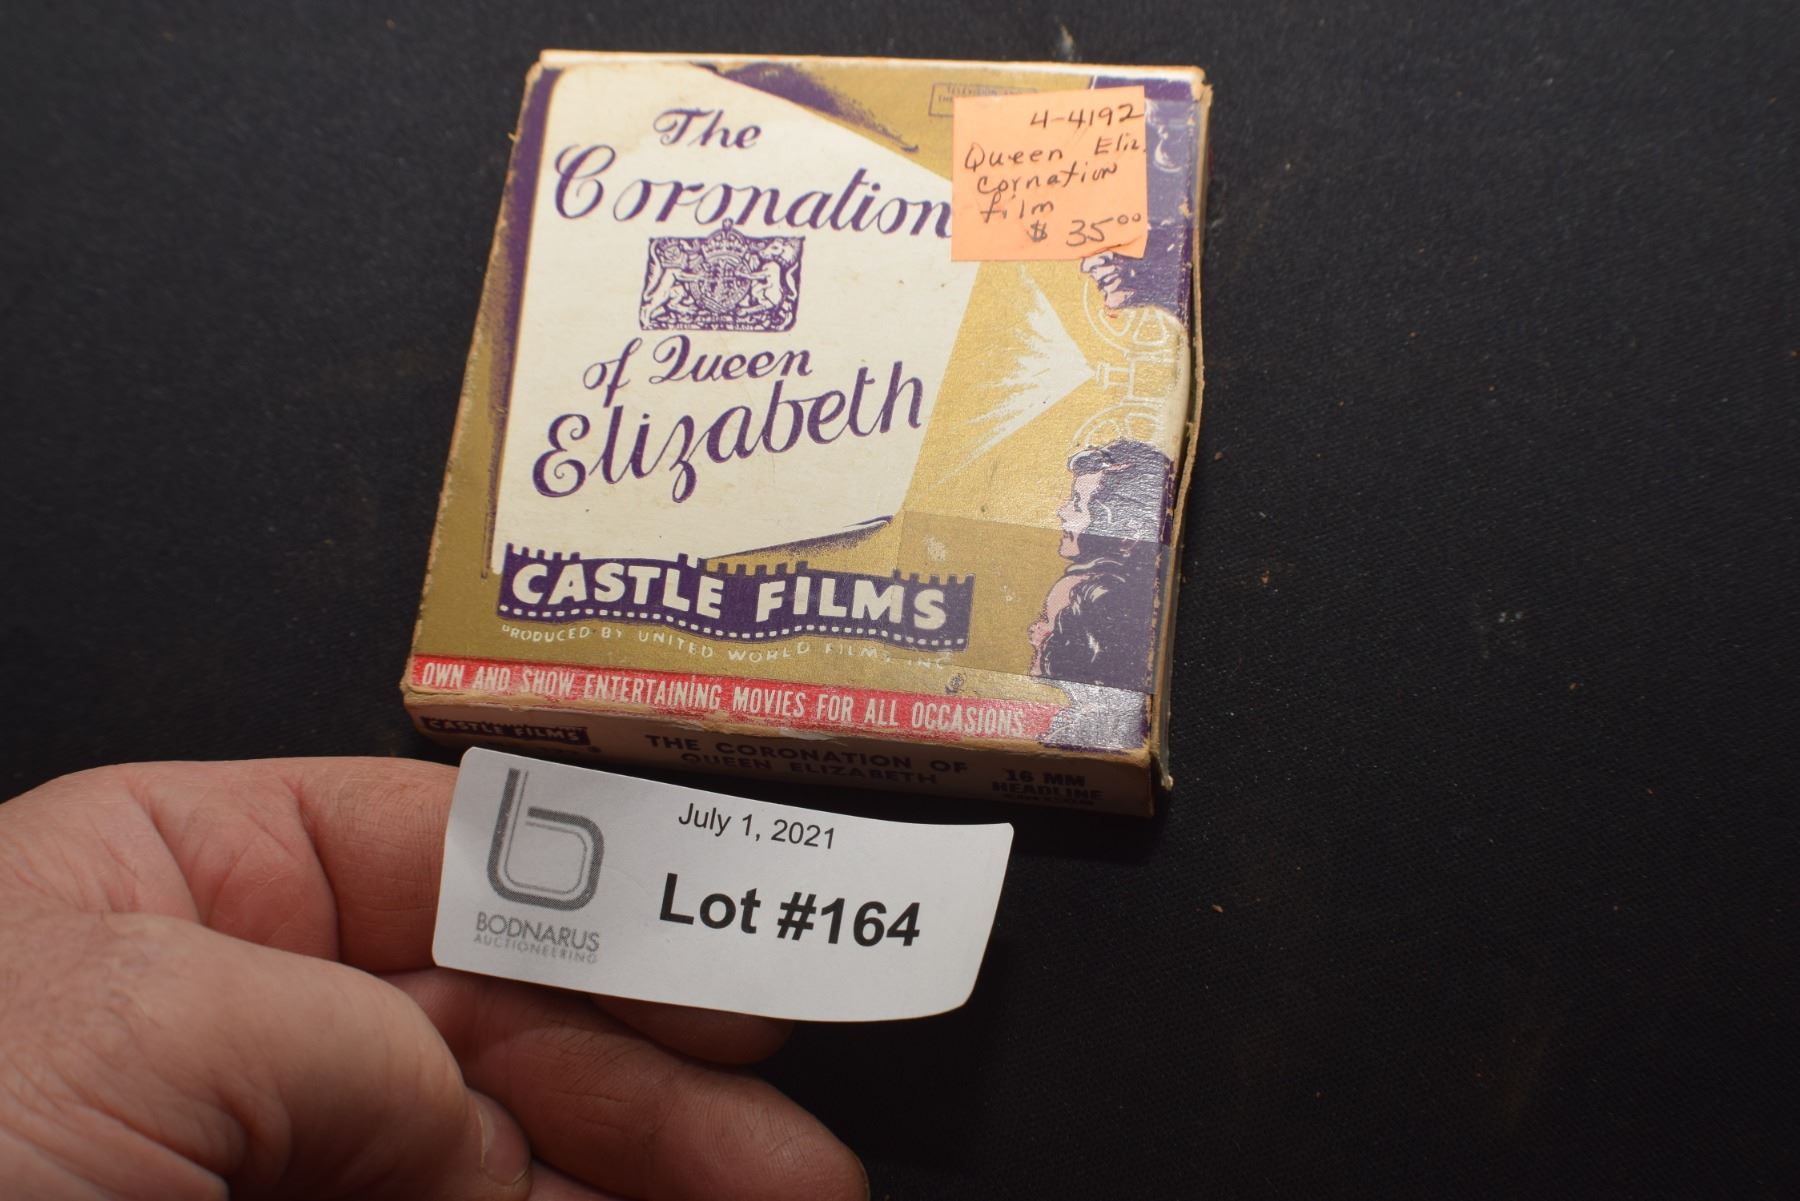 The
Coronation
of Queen
Elizabeth
4-4192
Queen Eliz.
Cornation
film
$ 35⁰⁰
CASTLE FILMS
PRODUCED BY UNITED WORLD FILMS, INC
OWN AND SHOW ENTERTAINING MOVIES FOR ALL OCCASIONS
CASTLE FILMS
THE CORONATION OF
QUEEN ELIZABETH
16 MM
HEADLINE
July 1, 2021
Lot #164
BODNARUS
AUCTIONEERING